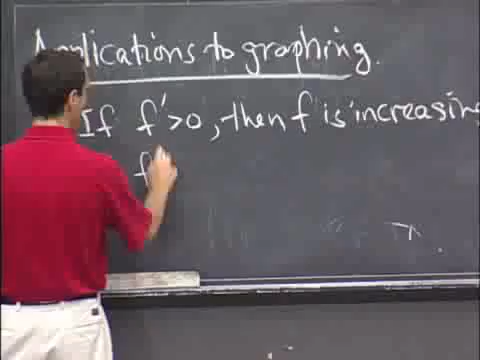 Applications to graphing.
If f'>0, then f is increasing
f